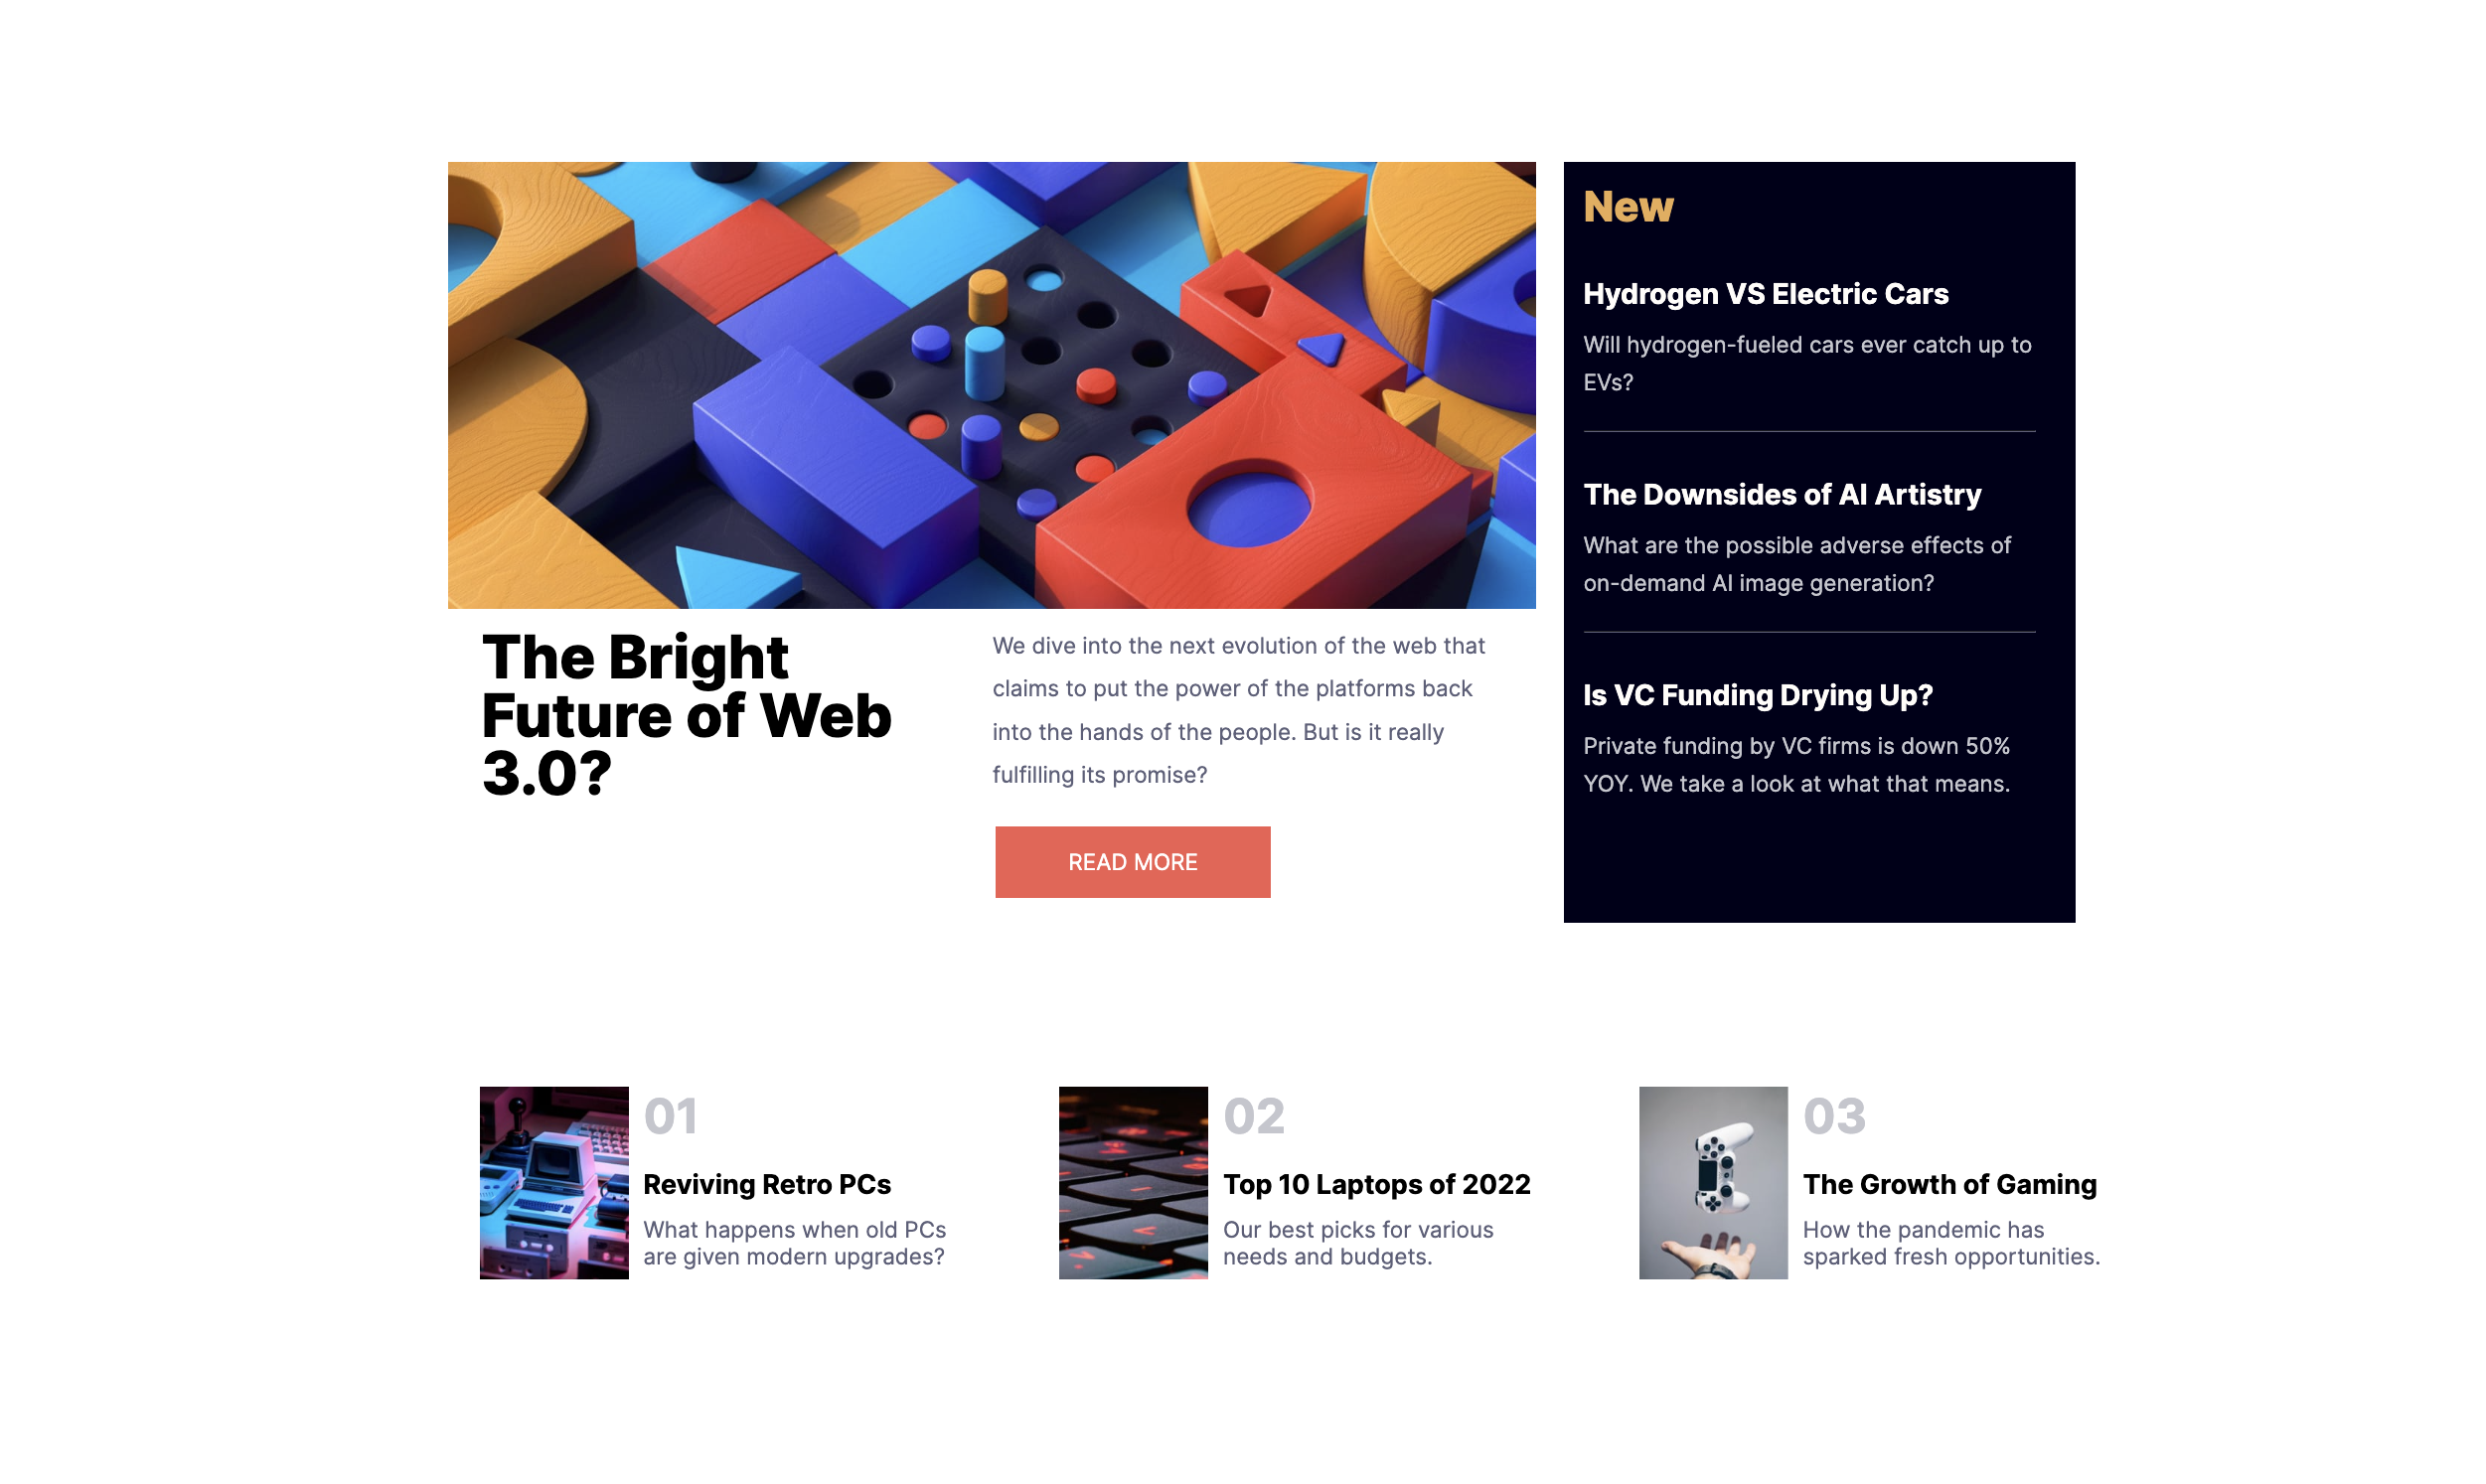 The Bright
Future of Web
3.0?
We dive into the next evolution of the web that
claims to put the power of the platforms back
into the hands of the people. But is it really
fulfilling its promise?
READ MORE
New
Hydrogen VS Electric Cars
Will hydrogen-fueled cars ever catch up to
EVs?
The Downsides of AI Artistry
What are the possible adverse effects of
on-demand AI image generation?
Is VC Funding Drying Up?
Private funding by VC firms is down 50%
YOY. We take a look at what that means.
01
Reviving Retro PCs
What happens when old PCs
are given modern upgrades?
02
Top 10 Laptops of 2022
Our best picks for various
needs and budgets.
03
The Growth of Gaming
How the pandemic has
sparked fresh opportunities.